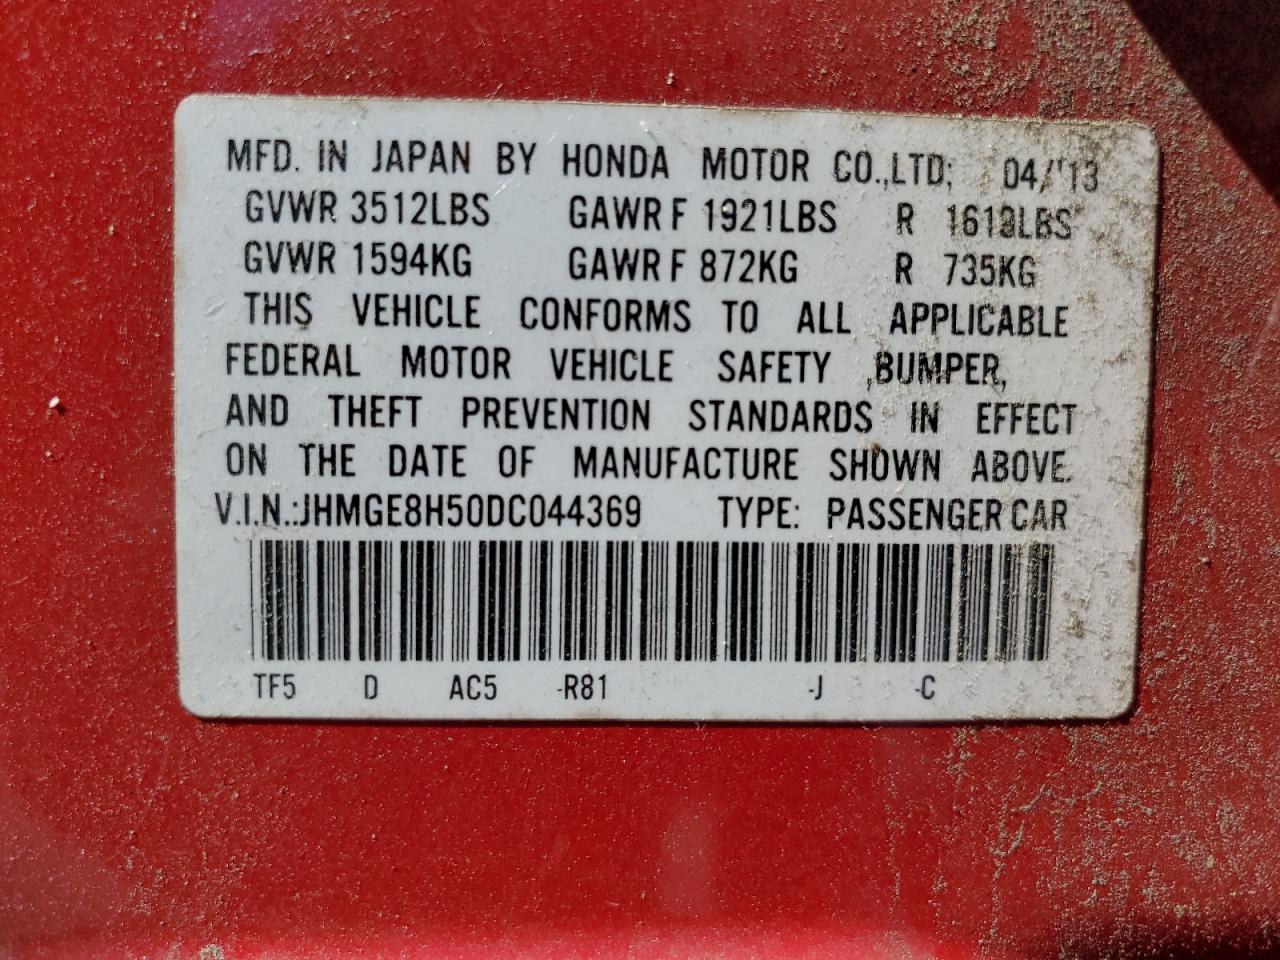 MFD. IN JAPAN BY HONDA MOTOR CO.,LTD; 04/'13
GVWR 3512LBS GAWR F 1921LBS R 1619LBS
GVWR 1594KG GAWR F 872KG R 735KG
THIS VEHICLE CONFORMS TO ALL APPLICABLE
FEDERAL MOTOR VEHICLE SAFETY ,BUMPER,
AND THEFT PREVENTION STANDARDS IN EFFECT
ON THE DATE OF MANUFACTURE SHOWN ABOVE.
V.I.N.:JHMGE8H50DC044369 TYPE: PASSENGER CAR
TF5 D AC5 -R81 -J -C